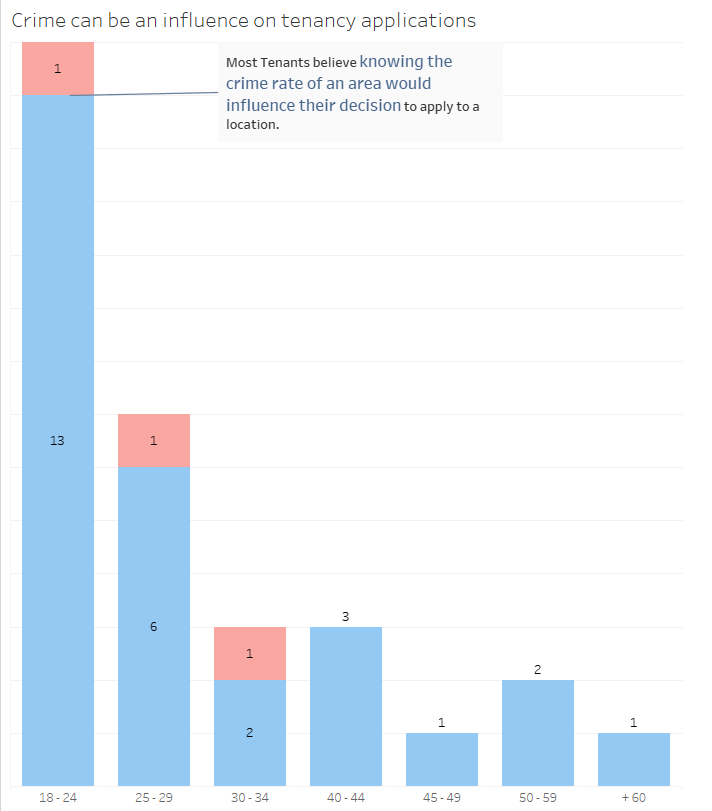 Crime can be an influence on tenancy applications
Most Tenants believe knowing the
crime rate of an area would
influence their decision to apply to a
location.
1
13
1
6
1
2
3
1
2
1
18 - 24
25 - 29
30 - 34
40 - 44
45 - 49
50 - 59
+ 60